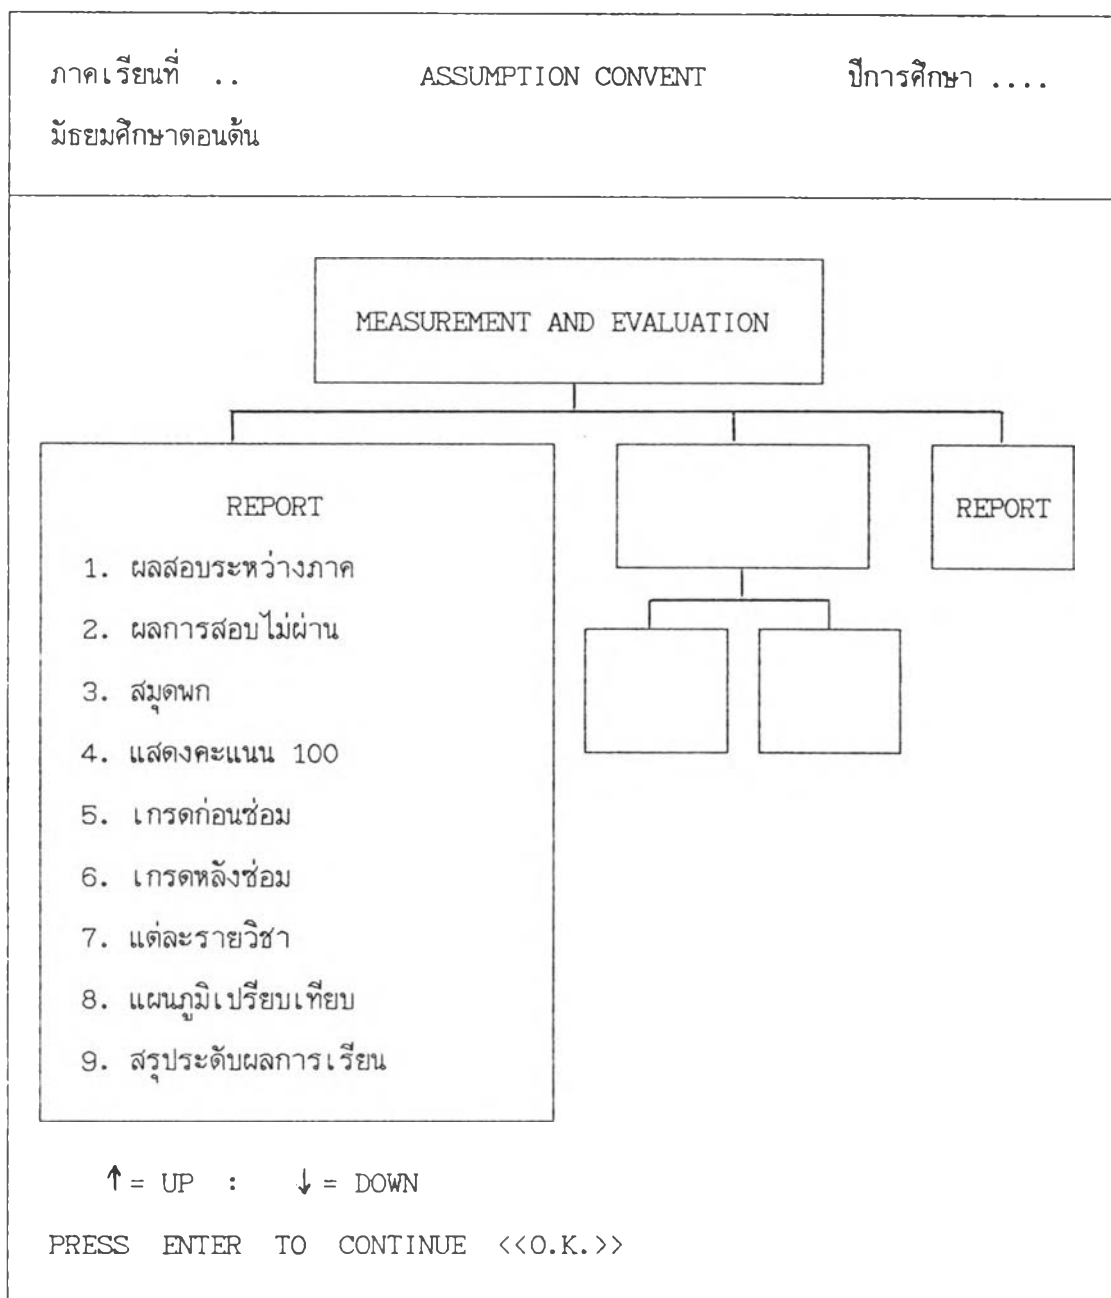 ภาคเรียนที่ .. ASSUMPTION CONVENT ปีการศึกษา ....
มัธยมศึกษาตอนต้น
MEASUREMENT AND EVALUATION
REPORT
1. ผลสอบระหว่างภาค
2. ผลการสอบไม่ผ่าน
3. สมุดพก
4. แสดงคะแนน 100
5. เกรดก่อนซ่อม
6. เกรดหลังซ่อม
7. แต่ละรายวิชา
8. แผนภูมิเปรียบเทียบ
9. สรุประดับผลการเรียน
REPORT
↑ = UP : ↓ = DOWN
PRESS ENTER TO CONTINUE <<O.K.>>